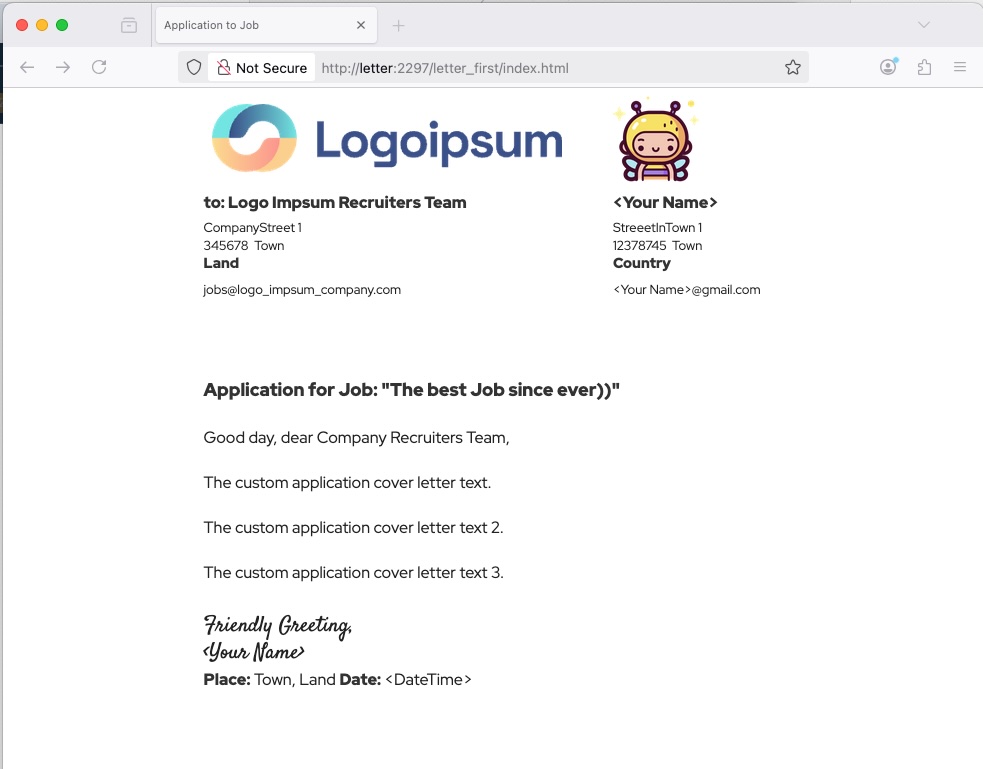 Application to Job
Not Secure
http://letter:2297/letter_first/index.html
Logoipsum
to: Logo Impsum Recruiters Team
CompanyStreet 1
345678  Town
Land
jobs@logo_impsum_company.com
<Your Name>
StreeetInTown 1
12378745  Town
Country
<Your Name>@gmail.com
Application for Job: "The best Job since ever))"
Good day, dear Company Recruiters Team,
The custom application cover letter text.
The custom application cover letter text 2.
The custom application cover letter text 3.
Friendly Greeting,
<Your Name>
Place: Town, Land Date: <DateTime>